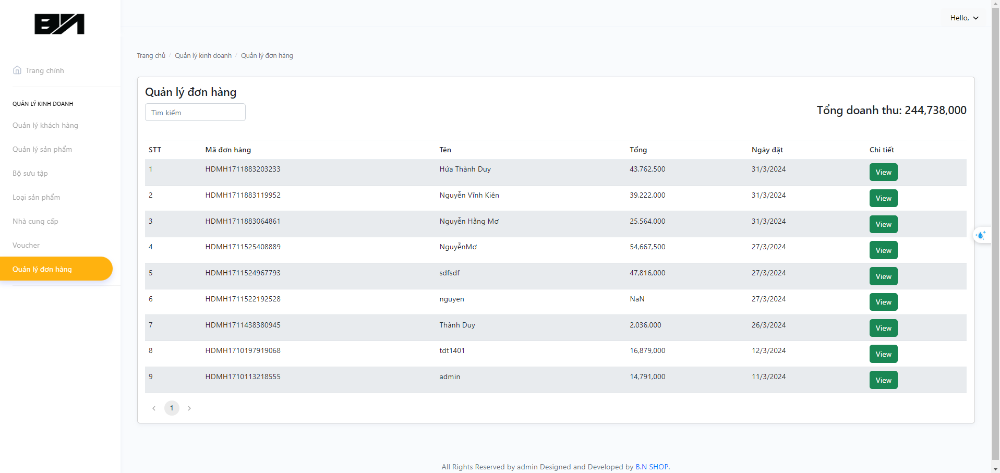 BN
Hello,
Trang chủ / Quản lý kinh doanh / Quản lý đơn hàng
Trang chính
QUẢN LÝ KINH DOANH
Quản lý khách hàng
Quản lý sản phẩm
Bộ sưu tập
Loại sản phẩm
Nhà cung cấp
Voucher
Quản lý đơn hàng
Quản lý đơn hàng
Tìm kiếm
Tổng doanh thu: 244,738,000
STT Mã đơn hàng Tên Tổng Ngày đặt Chi tiết
1 HDMH1711883203233 Hứa Thành Duy 43,762,500 31/3/2024 View
2 HDMH1711883119952 Nguyễn Vĩnh Kiên 39,222,000 31/3/2024 View
3 HDMH1711883064861 Nguyễn Hằng Mơ 25,564,000 31/3/2024 View
4 HDMH1711525408889 NguyễnMơ 54,667,500 27/3/2024 View
5 HDMH1711524967793 sdfsdf 47,816,000 27/3/2024 View
6 HDMH1711522192528 nguyen NaN 27/3/2024 View
7 HDMH1711438380945 Thành Duy 2,036,000 26/3/2024 View
8 HDMH1710197919068 tdt1401 16,879,000 12/3/2024 View
9 HDMH1710113218555 admin 14,791,000 11/3/2024 View
‹ 1 ›
All Rights Reserved by admin Designed and Developed by B.N SHOP.